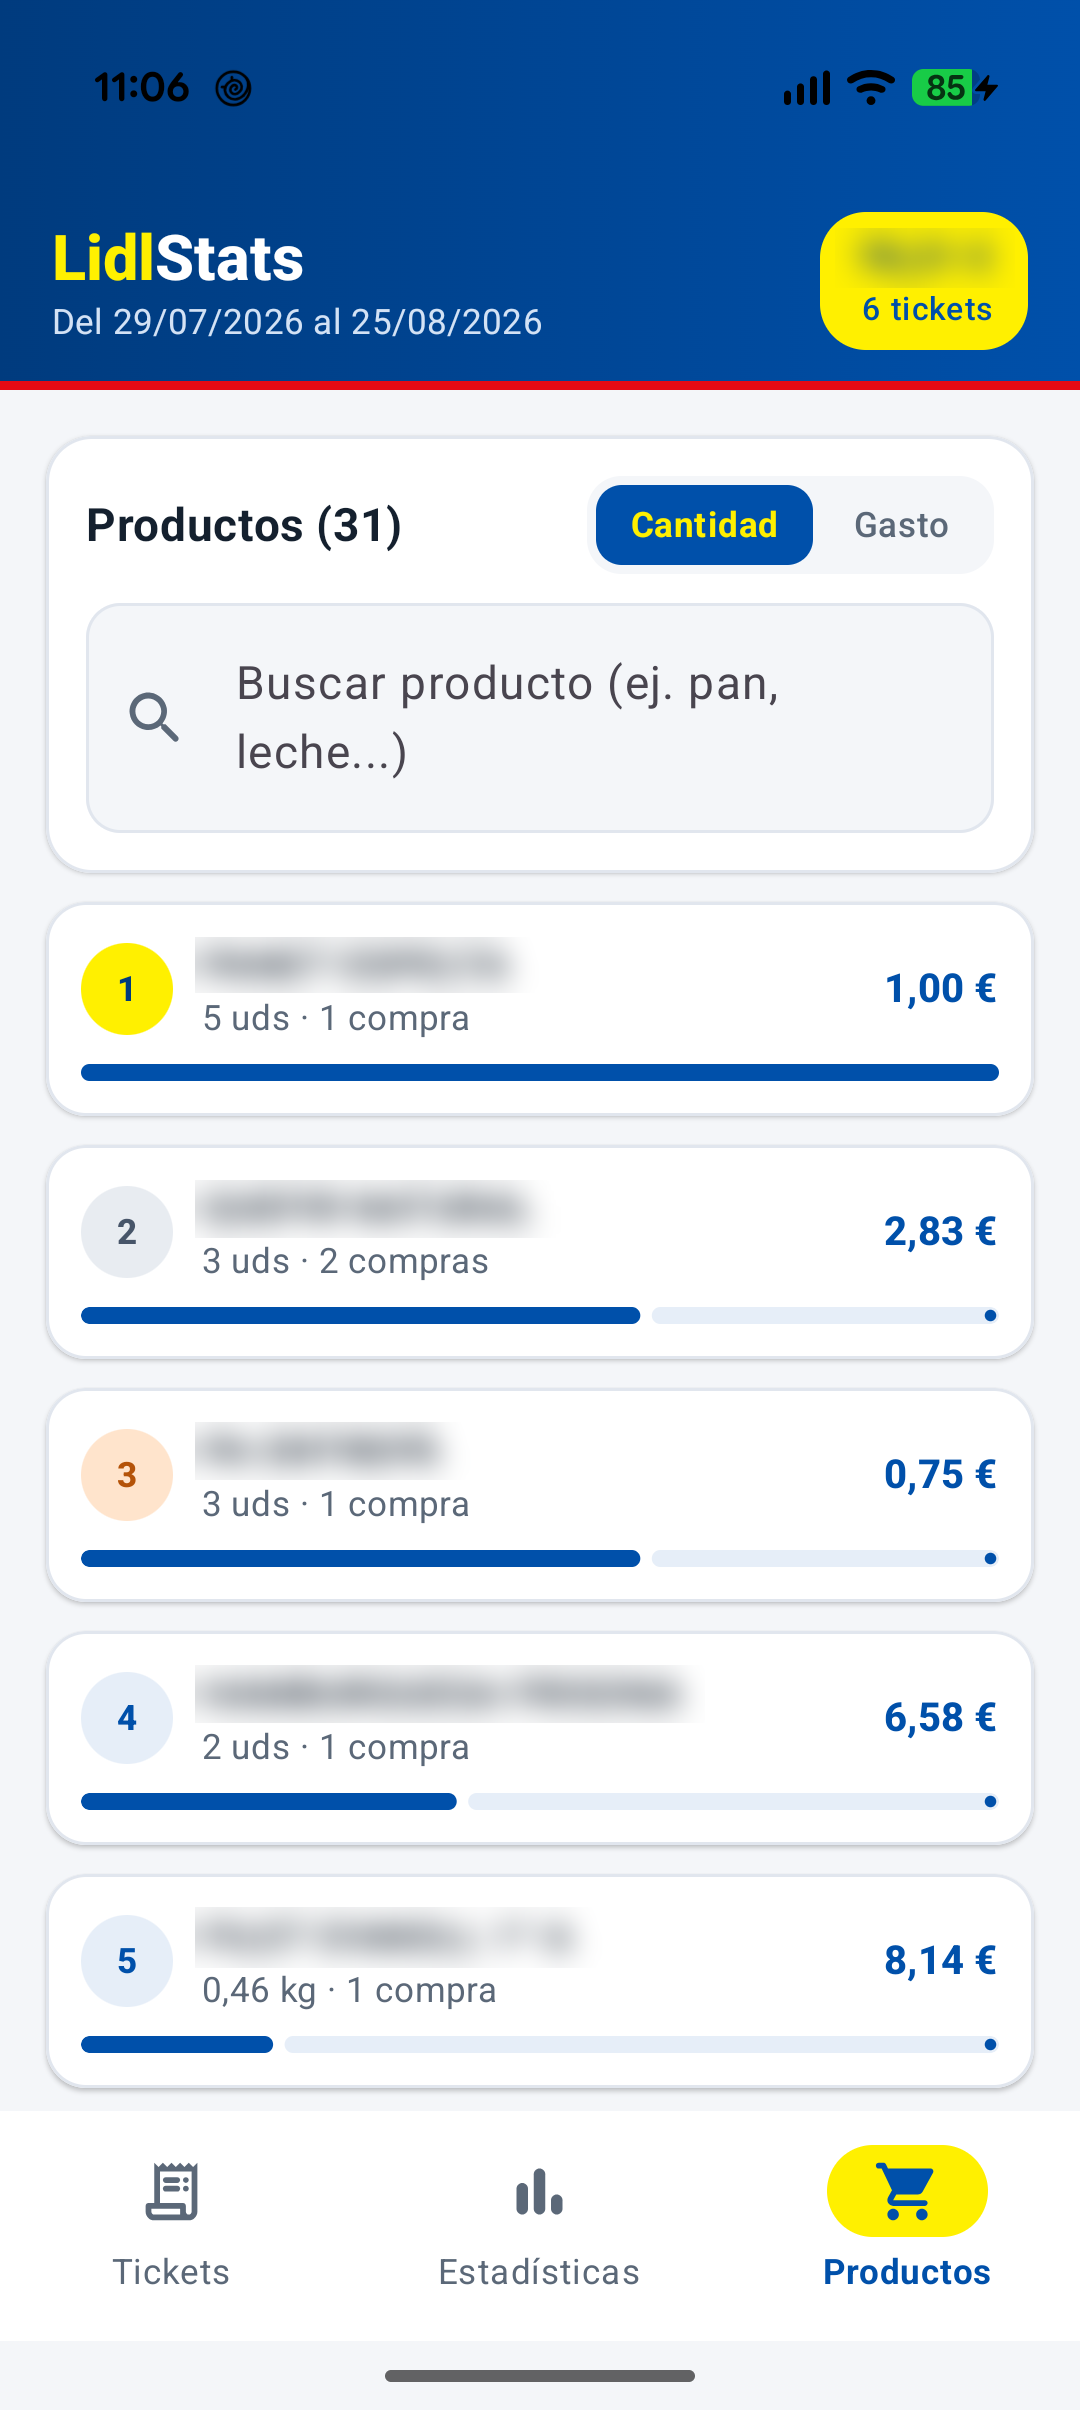 11:06
85
LidlStats
Del 29/07/2026 al 25/08/2026
6 tickets
Productos (31)
Cantidad
Gasto
Buscar producto (ej. pan,
leche...)
1
1,00 €
5 uds · 1 compra
2
2,83 €
3 uds · 2 compras
3
0,75 €
3 uds · 1 compra
4
6,58 €
2 uds · 1 compra
5
8,14 €
0,46 kg · 1 compra
Tickets
Estadísticas
Productos